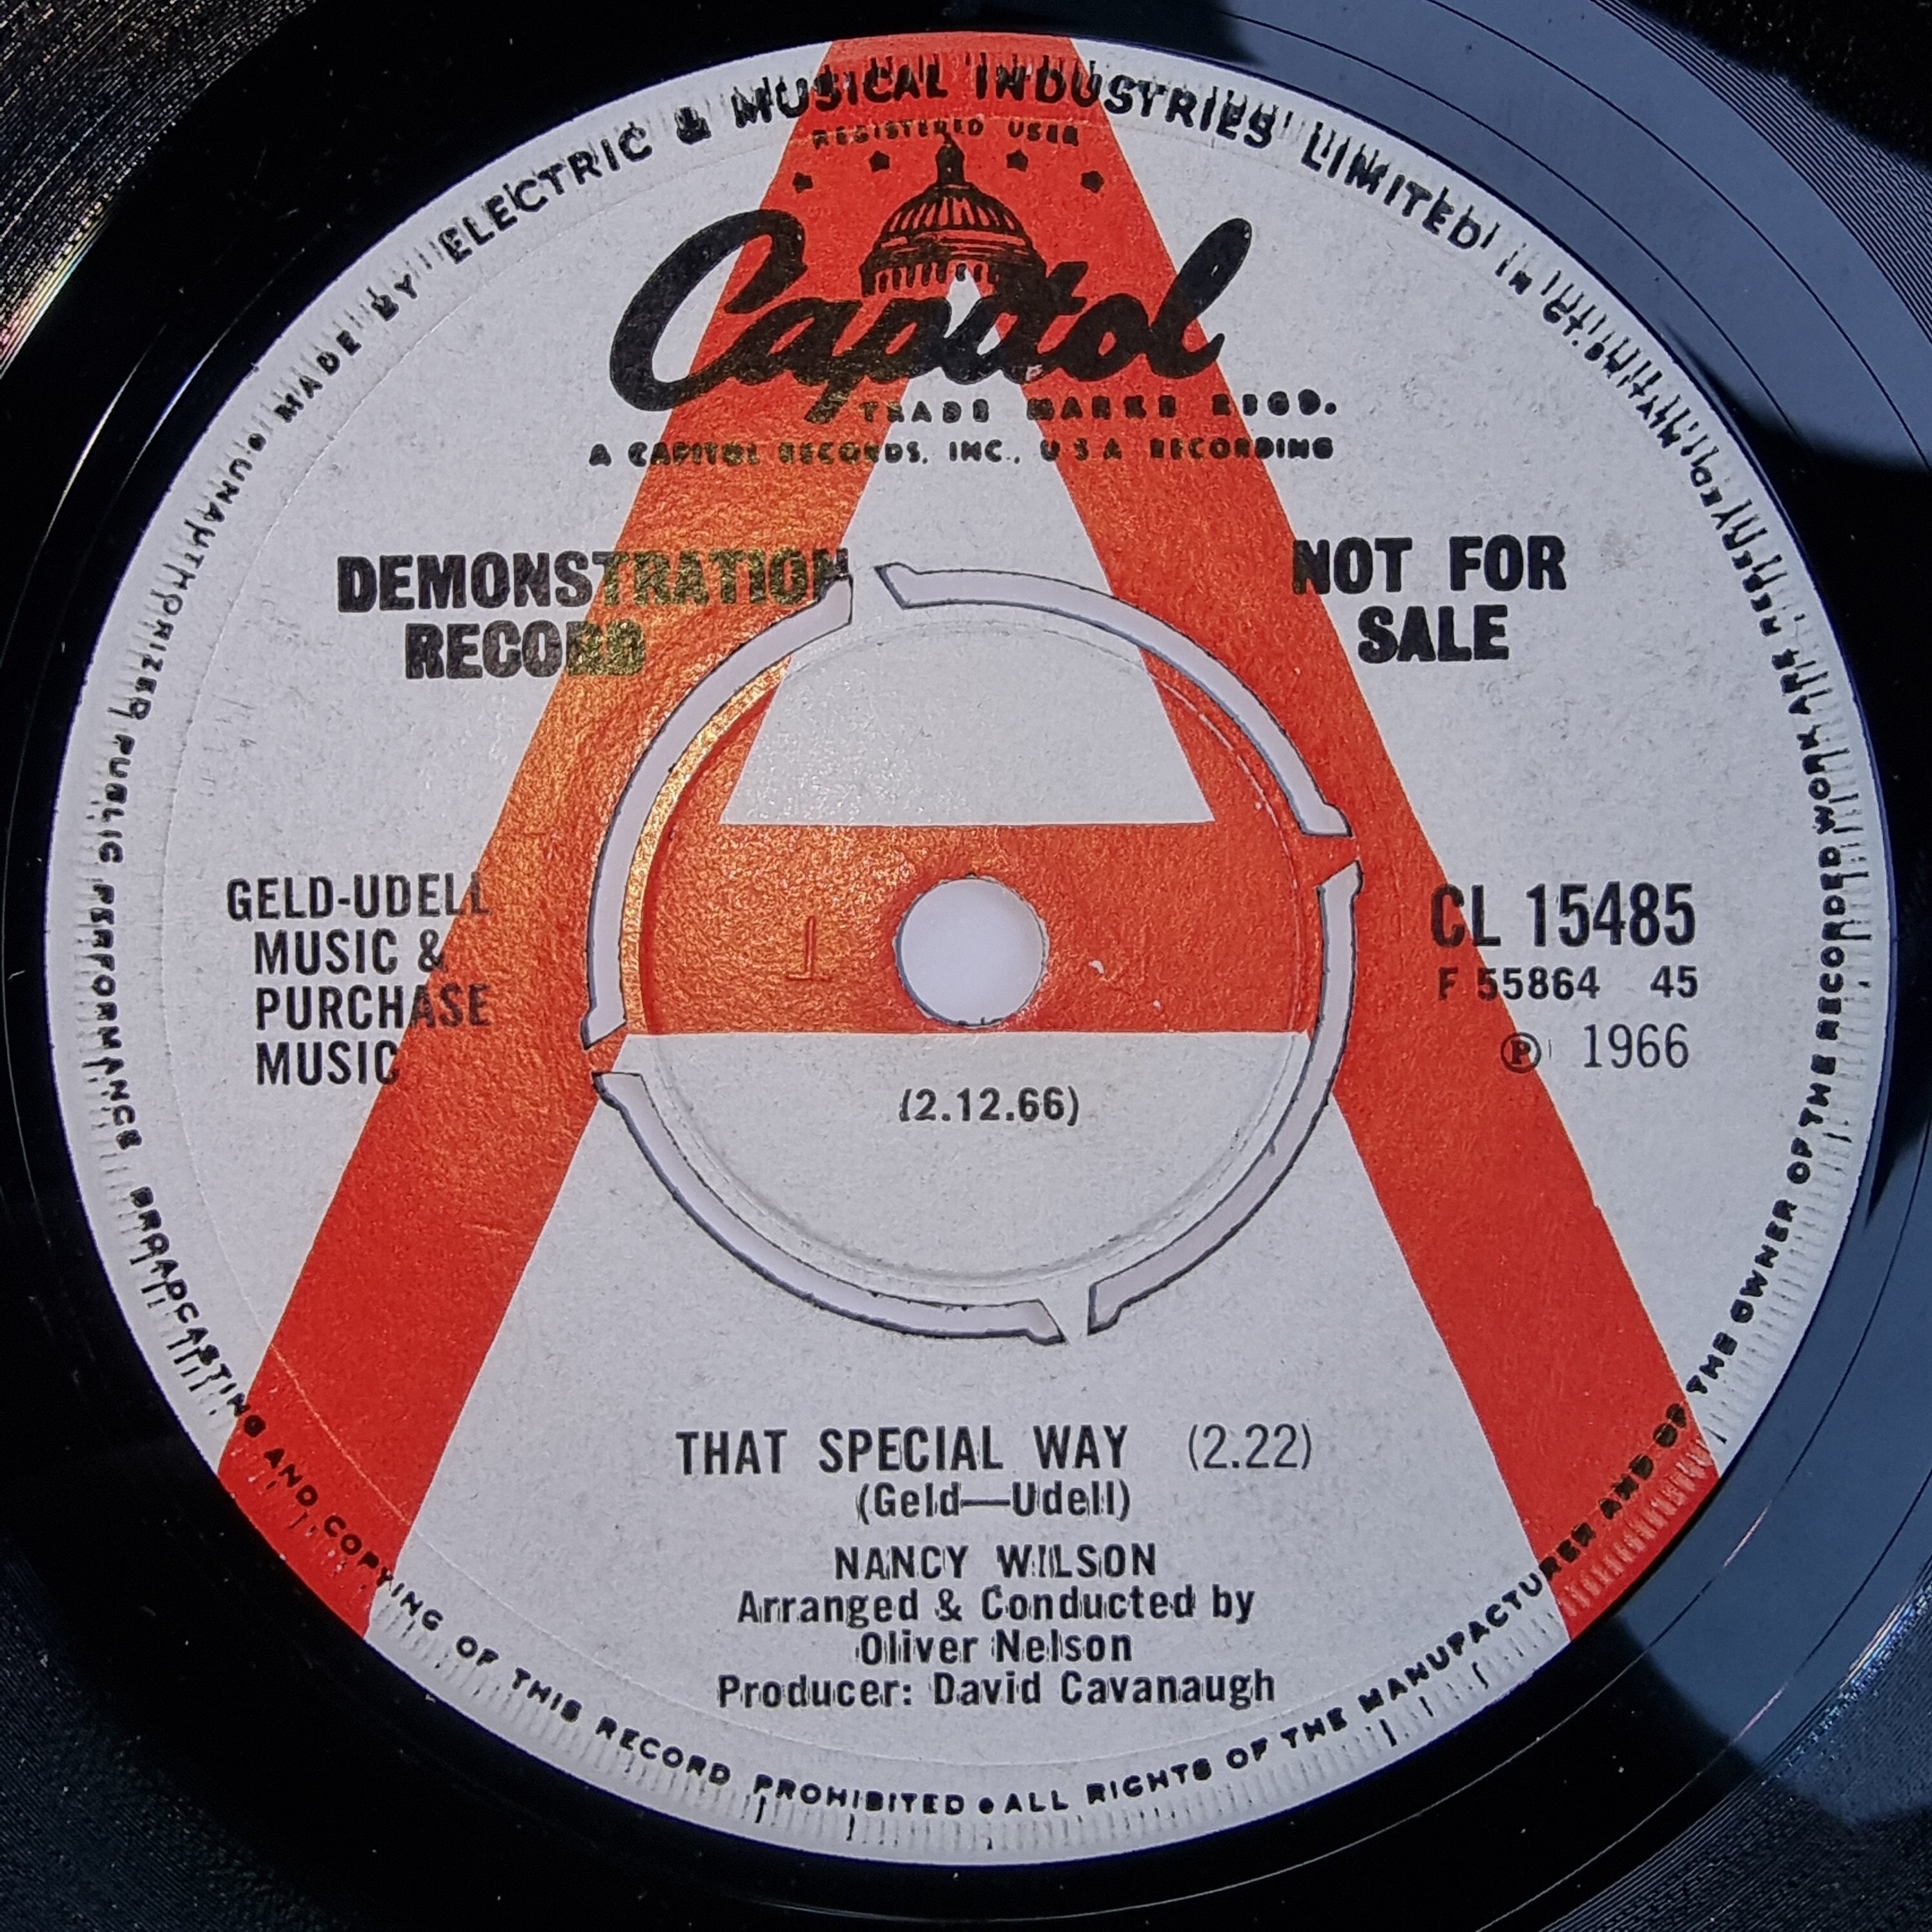 MADE BY ELECTRIC & MUSICAL INDUSTRIES LIMITED IN GT. BRITAIN
REGISTERED USER
Capitol
TRADE MARKS REGD.
A CAPITOL RECORDS, INC., U S A RECORDING
DEMONSTRATION
RECORD
NOT FOR
SALE
GELD-UDELL
MUSIC &
PURCHASE
MUSIC
CL 15485
F 55864 45
℗ 1966
1
(2.12.66)
THAT SPECIAL WAY (2.22)
(Geld—Udell)
NANCY WILSON
Arranged & Conducted by
Oliver Nelson
Producer: David Cavanaugh
ALL RIGHTS OF THE MANUFACTURER AND OF THE OWNER OF THE RECORDED WORK ARE RESERVED
UNAUTHORIZED PUBLIC PERFORMANCE BROADCASTING AND COPYING OF THIS RECORD PROHIBITED